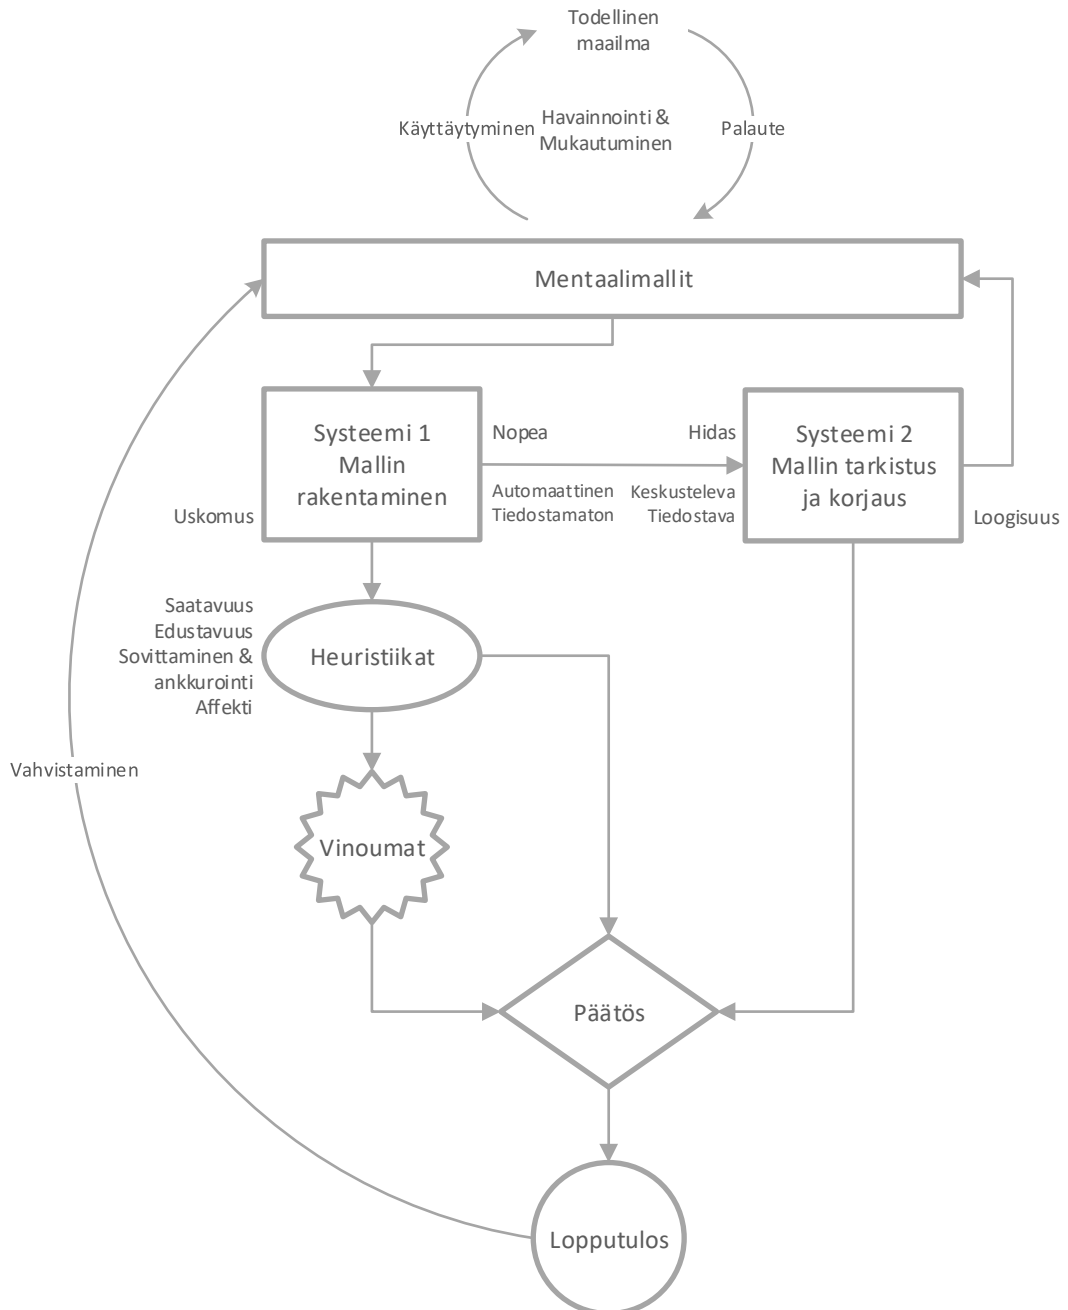 Todellinen
maailma
Käyttäytyminen
Havainnointi &
Mukautuminen
Palaute
Mentaalimallit
Systeemi 1
Mallin
rakentaminen
Nopea
Hidas
Systeemi 2
Mallin tarkistus
ja korjaus
Automaattinen
Tiedostamaton
Keskusteleva
Tiedostava
Uskomus
Loogisuus
Saatavuus
Edustavuus
Sovittaminen &
ankkurointi
Affekti
Heuristiikat
Vahvistaminen
Vinoumat
Päätös
Lopputulos